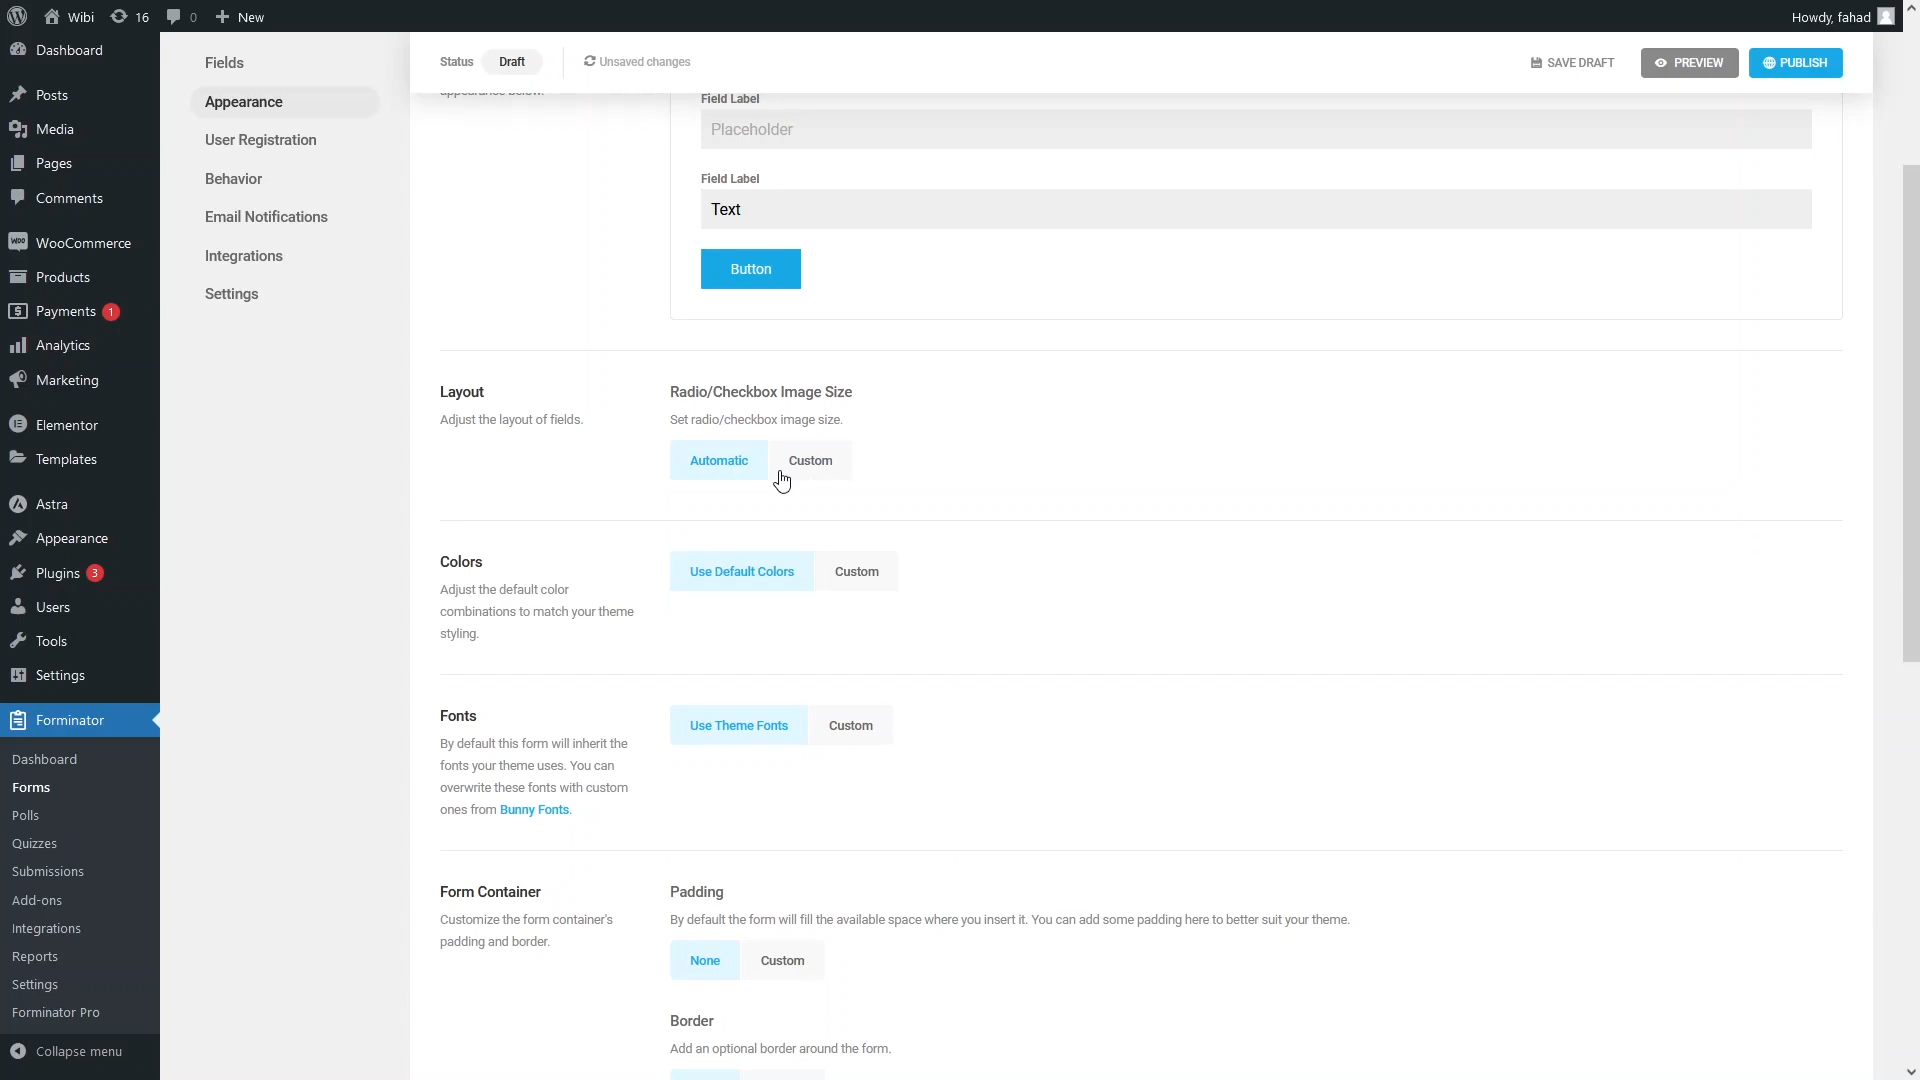 Wibi 16 0 New Howdy, fahad
Dashboard
Posts
Media
Pages
Comments
WooCommerce
Products
Payments 1
Analytics
Marketing
Elementor
Templates
Astra
Appearance
Plugins 3
Users
Tools
Settings
Forminator
Dashboard
Forms
Polls
Quizzes
Submissions
Add-ons
Integrations
Reports
Settings
Forminator Pro
Collapse menu
Fields
Appearance
User Registration
Behavior
Email Notifications
Integrations
Settings
Status Draft Unsaved changes SAVE DRAFT PREVIEW PUBLISH
appearance below.
Field Label
Placeholder
Field Label
Text
Button
Layout
Adjust the layout of fields.
Radio/Checkbox Image Size
Set radio/checkbox image size.
Automatic Custom
Colors
Adjust the default color
combinations to match your theme
styling.
Use Default Colors Custom
Fonts
By default this form will inherit the
fonts your theme uses. You can
overwrite these fonts with custom
ones from Bunny Fonts.
Use Theme Fonts Custom
Form Container
Customize the form container's
padding and border.
Padding
By default the form will fill the available space where you insert it. You can add some padding here to better suit your theme.
None Custom
Border
Add an optional border around the form.